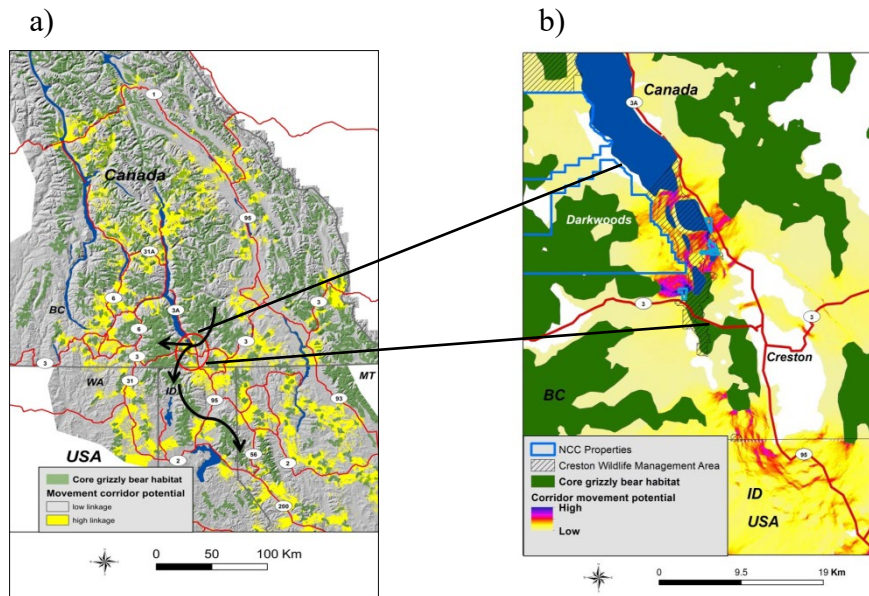 a)
b)
1
Canada
95
31A
6
3A
BC
6
3
3
3
3
WA
31
ID
95
MT
93
USA
2
56
2
200
Core grizzly bear habitat
Movement corridor potential
low linkage
high linkage
0 50 100 Km
Canada
3A
Darkwoods
3
3
Creston
BC
NCC Properties
Creston Wildlife Management Area
Core grizzly bear habitat
Corridor movement potential
High
Low
95
ID
USA
0 9.5 19 Km